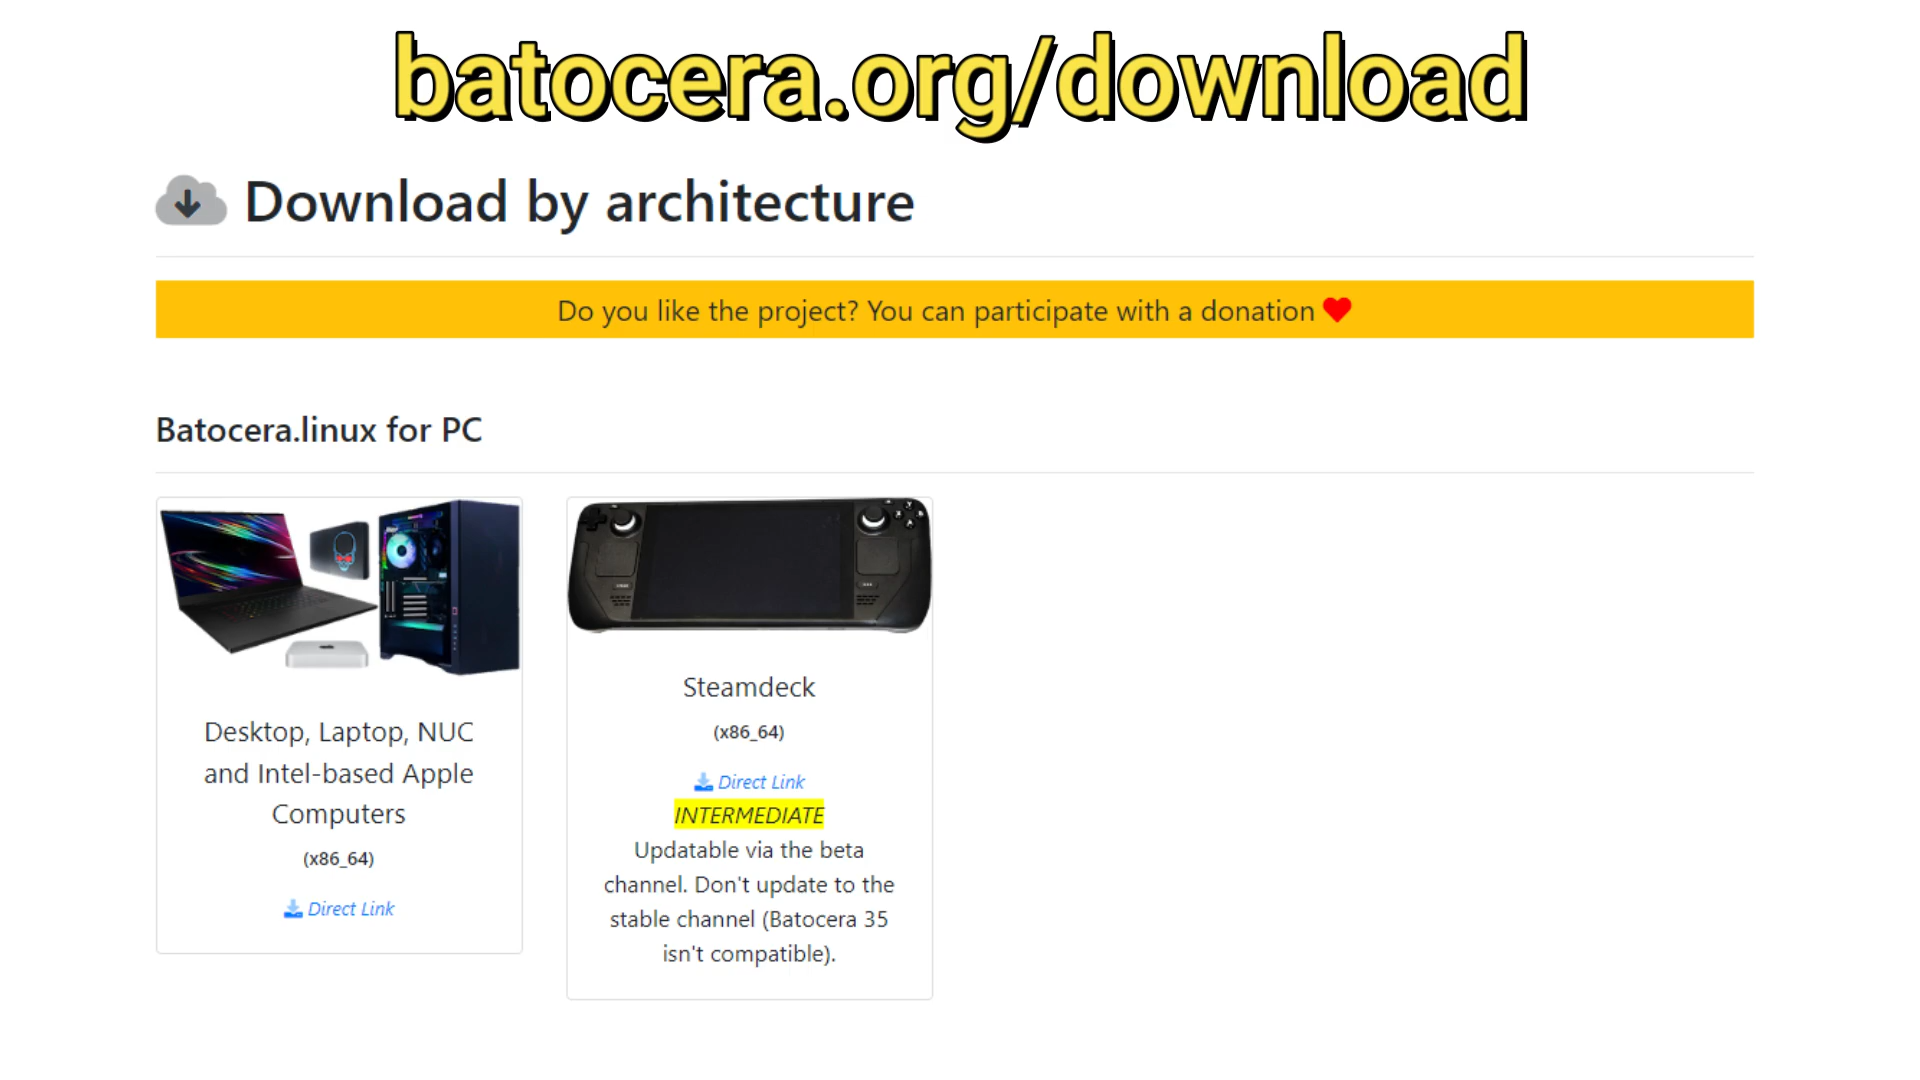 batocera.org/download
Download by architecture
Do you like the project? You can participate with a donation
Batocera.linux for PC
Desktop, Laptop, NUC
and Intel-based Apple
Computers
(x86_64)
Direct Link
Steamdeck
(x86_64)
Direct Link
INTERMEDIATE
Updatable via the beta
channel. Don't update to the
stable channel (Batocera 35
isn't compatible).